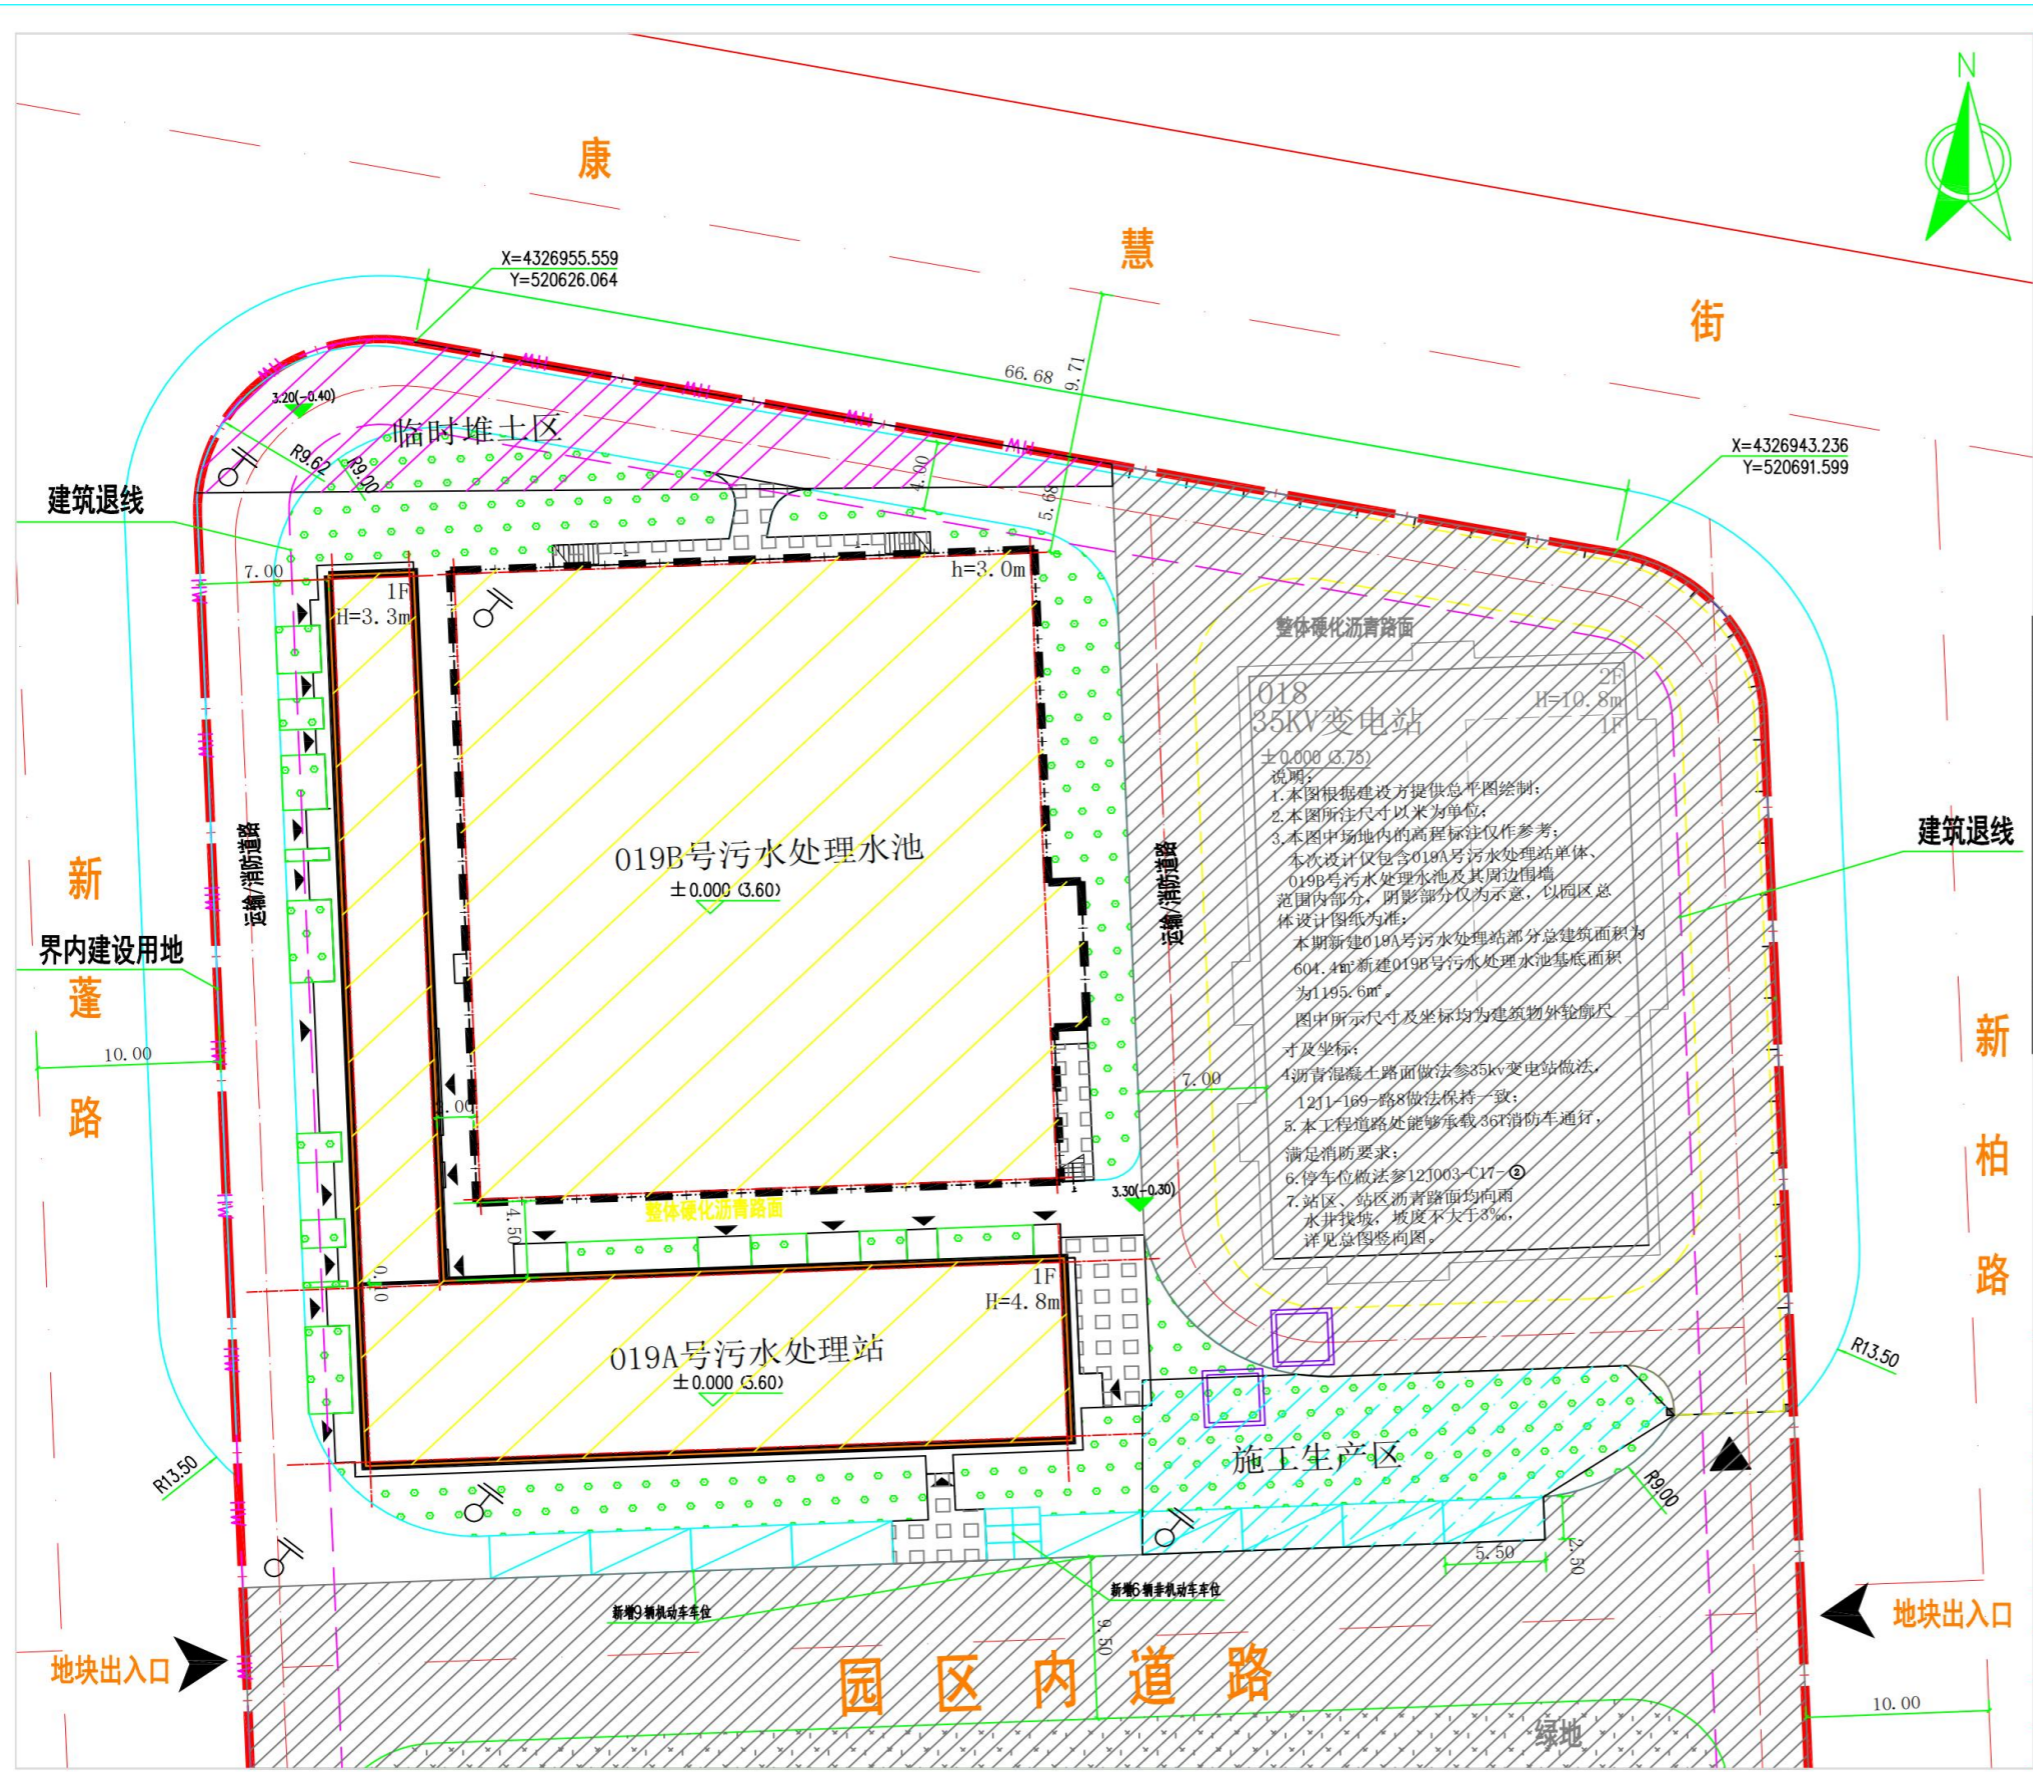 N
康
慧
街
X=4326955.559
Y=520626.064
66.68
9.71
X=4326943.236
Y=520691.599
3.20(-0.40)
临时堆土区
R9.62
R9.00
4.00
5.68
建筑退线
7.00
1F
H=3.3m
h=3.0m
整体硬化沥青路面
018
35KV变电站
±0.000 (3.75)
2F
H=10.8m
1F
说明:
1.本图根据建设方提供总平图绘制;
2.本图所注尺寸以米为单位;
3.本图中场地内的高程标注仅作参考;
本次设计仅包含019A号污水处理站单体、
019B号污水处理水池及其周边围墙
范围内部分，阴影部分仅为示意，以园区总
体设计图纸为准;
本期新建019A号污水处理站部分总建筑面积为
604.4㎡新建019B号污水处理水池基底面积
为1195.6㎡。
图中所示尺寸及坐标均为建筑物外轮廓尺
寸及坐标;
4沥青混凝土路面做法参35kv变电站做法,
12J1-169-路8做法保持一致;
5.本工程道路处能够承载36T消防车通行,
满足消防要求;
6.停车位做法参12J003-C17-②
7.站区、站区沥青路面均向雨
水井找坡，坡度不大于3‰,
详见总图竖向图。
建筑退线
019B号污水处理水池
±0.000 (3.60)
运输/消防道路
运输/消防道路
新
蓬
路
界内建设用地
10.00
新
柏
路
7.00
3.30(-0.30)
整体硬化沥青路面
4.50
0.10
1F
H=4.8m
019A号污水处理站
±0.000 (3.60)
R13.50
R13.50
施工生产区
R9.00
5.50
2.50
新增9辆机动车车位
新增6辆非机动车车位
9.50
园区内道路
地块出入口
地块出入口
10.00
绿地